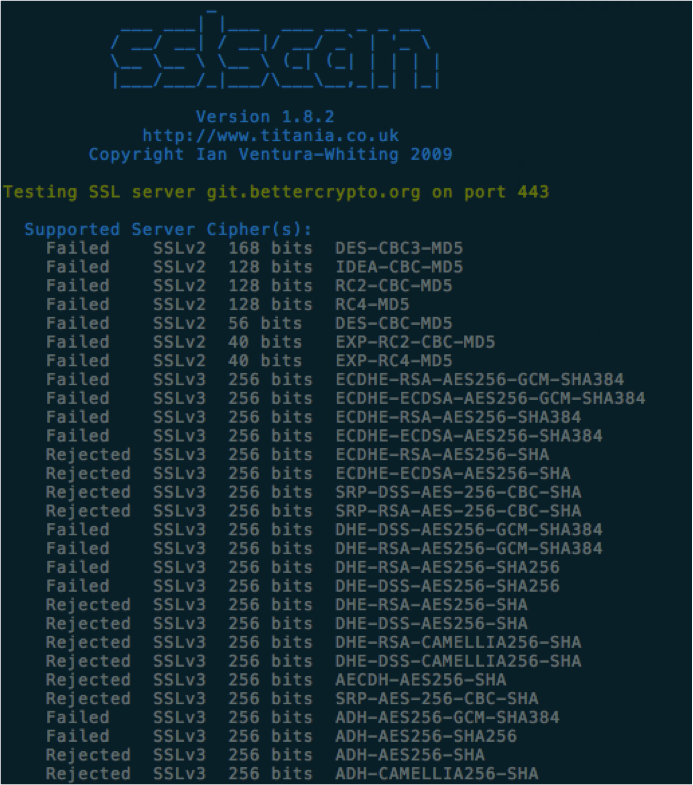 sslscan
Version 1.8.2
http://www.titania.co.uk
Copyright Ian Ventura-Whiting 2009
Testing SSL server git.bettercrypto.org on port 443
Supported Server Cipher(s):
Failed SSLv2 168 bits DES-CBC3-MD5
Failed SSLv2 128 bits IDEA-CBC-MD5
Failed SSLv2 128 bits RC2-CBC-MD5
Failed SSLv2 128 bits RC4-MD5
Failed SSLv2 56 bits DES-CBC-MD5
Failed SSLv2 40 bits EXP-RC2-CBC-MD5
Failed SSLv2 40 bits EXP-RC4-MD5
Failed SSLv3 256 bits ECDHE-RSA-AES256-GCM-SHA384
Failed SSLv3 256 bits ECDHE-ECDSA-AES256-GCM-SHA384
Failed SSLv3 256 bits ECDHE-RSA-AES256-SHA384
Failed SSLv3 256 bits ECDHE-ECDSA-AES256-SHA384
Rejected SSLv3 256 bits ECDHE-RSA-AES256-SHA
Rejected SSLv3 256 bits ECDHE-ECDSA-AES256-SHA
Rejected SSLv3 256 bits SRP-DSS-AES-256-CBC-SHA
Rejected SSLv3 256 bits SRP-RSA-AES-256-CBC-SHA
Failed SSLv3 256 bits DHE-DSS-AES256-GCM-SHA384
Failed SSLv3 256 bits DHE-RSA-AES256-GCM-SHA384
Failed SSLv3 256 bits DHE-RSA-AES256-SHA256
Failed SSLv3 256 bits DHE-DSS-AES256-SHA256
Rejected SSLv3 256 bits DHE-RSA-AES256-SHA
Rejected SSLv3 256 bits DHE-DSS-AES256-SHA
Rejected SSLv3 256 bits DHE-RSA-CAMELLIA256-SHA
Rejected SSLv3 256 bits DHE-DSS-CAMELLIA256-SHA
Rejected SSLv3 256 bits AECDH-AES256-SHA
Rejected SSLv3 256 bits SRP-AES-256-CBC-SHA
Failed SSLv3 256 bits ADH-AES256-GCM-SHA384
Failed SSLv3 256 bits ADH-AES256-SHA256
Rejected SSLv3 256 bits ADH-AES256-SHA
Rejected SSLv3 256 bits ADH-CAMELLIA256-SHA